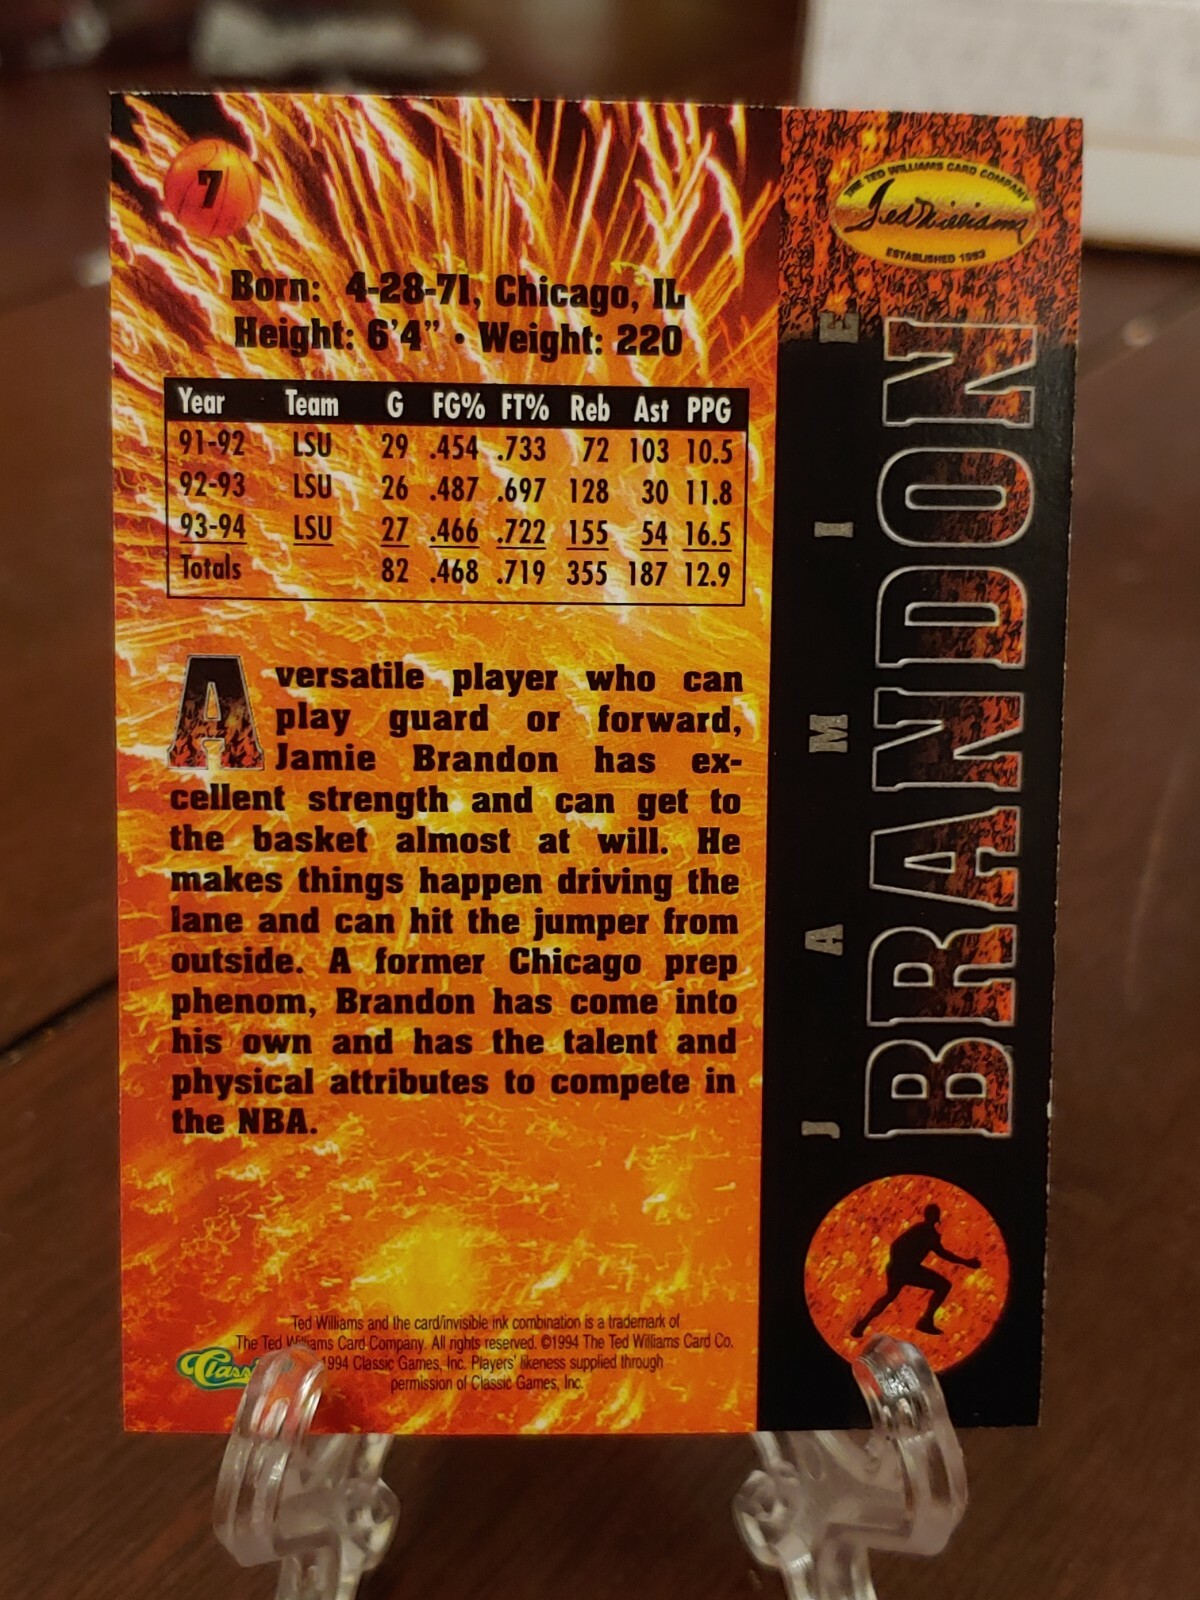 7
THE TED WILLIAMS CARD COMPANY
Ted Williams
ESTABLISHED 1993
Born: 4-28-71, Chicago, IL
Height: 6'4" • Weight: 220
Year Team G FG% FT% Reb Ast PPG
91-92 LSU 29 .454 .733 72 103 10.5
92-93 LSU 26 .487 .697 128 30 11.8
93-94 LSU 27 .466 .722 155 54 16.5
Totals 82 .468 .719 355 187 12.9
A versatile player who can
play guard or forward,
Jamie Brandon has ex-
cellent strength and can get to
the basket almost at will. He
makes things happen driving the
lane and can hit the jumper from
outside. A former Chicago prep
phenom, Brandon has come into
his own and has the talent and
physical attributes to compete in
the NBA.
JAMIE
BRANDON
Ted Williams and the card/invisible ink combination is a trademark of
The Ted Williams Card Company. All rights reserved. ©1994 The Ted Williams Card Co.
1994 Classic Games, Inc. Players' likeness supplied through
permission of Classic Games, Inc.